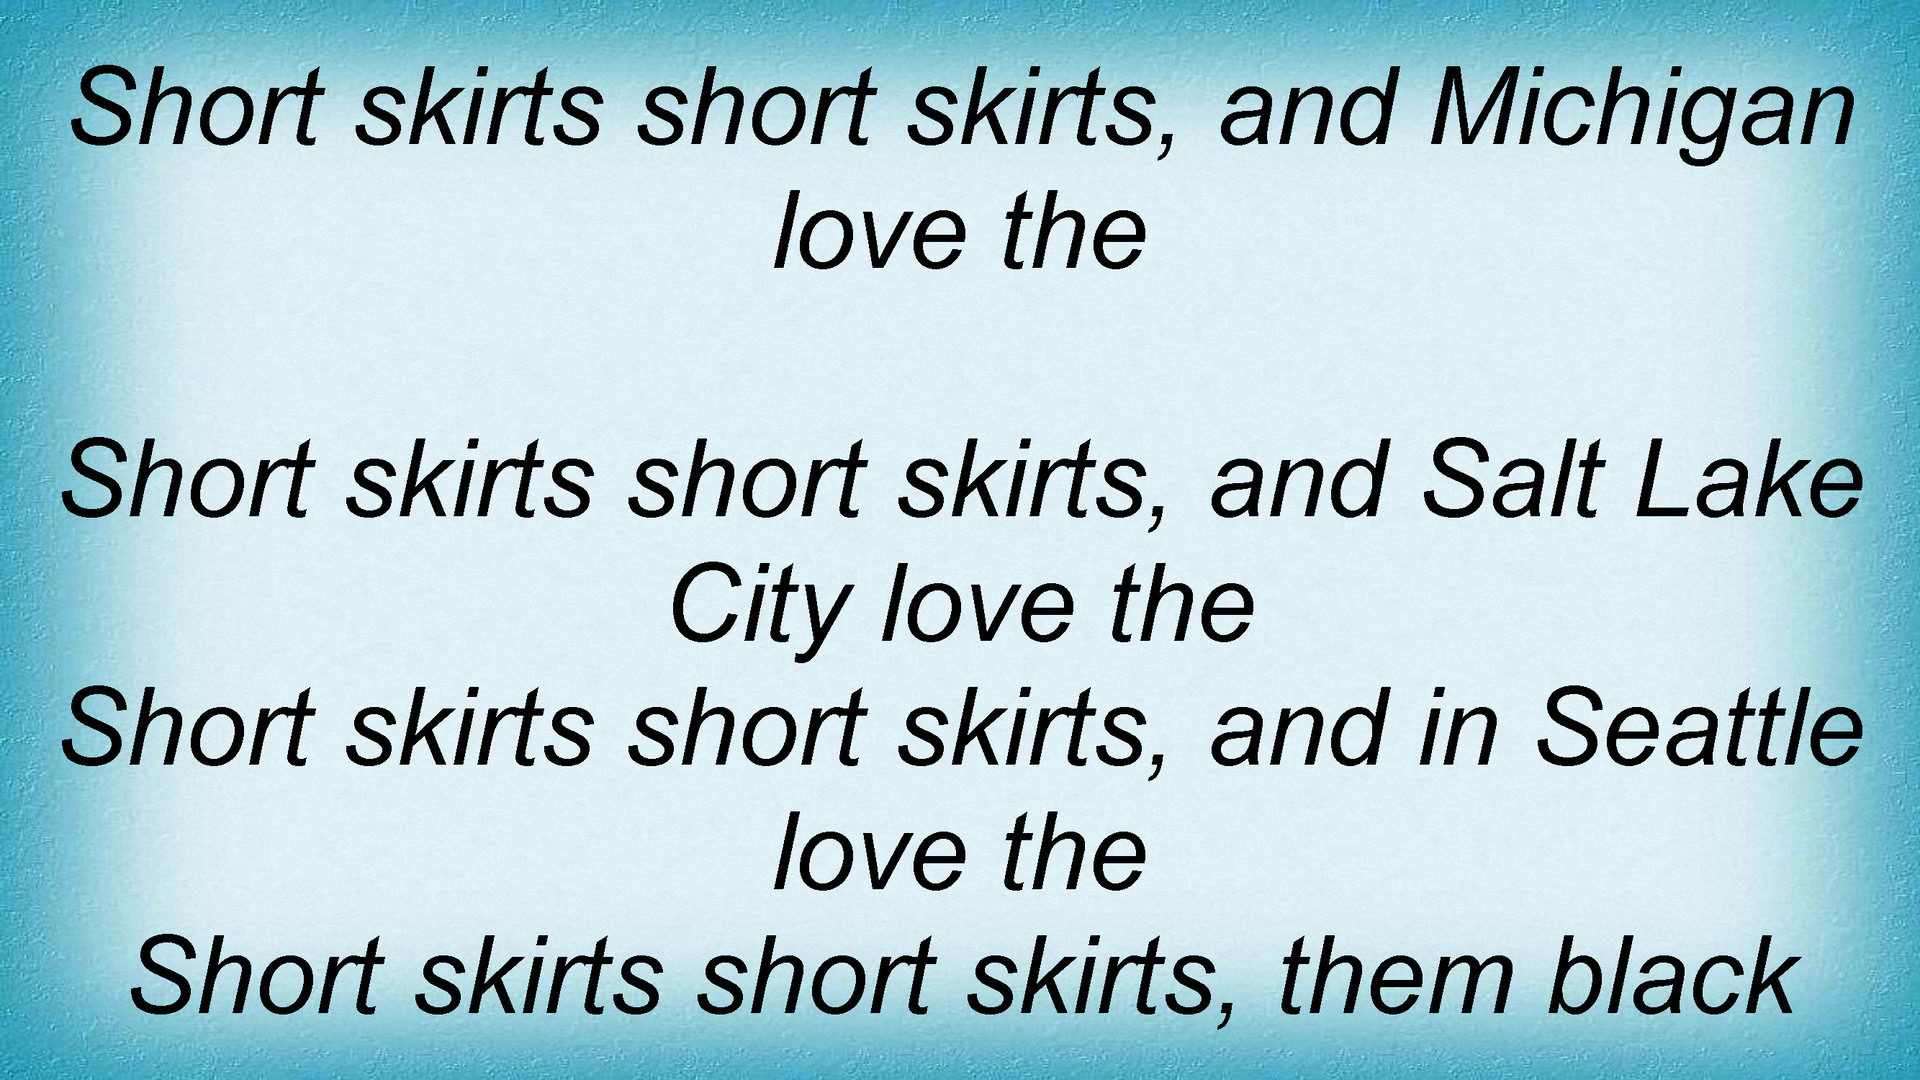 Short skirts short skirts, and Michigan
love the
Short skirts short skirts, and Salt Lake
City love the
Short skirts short skirts, and in Seattle
love the
Short skirts short skirts, them black